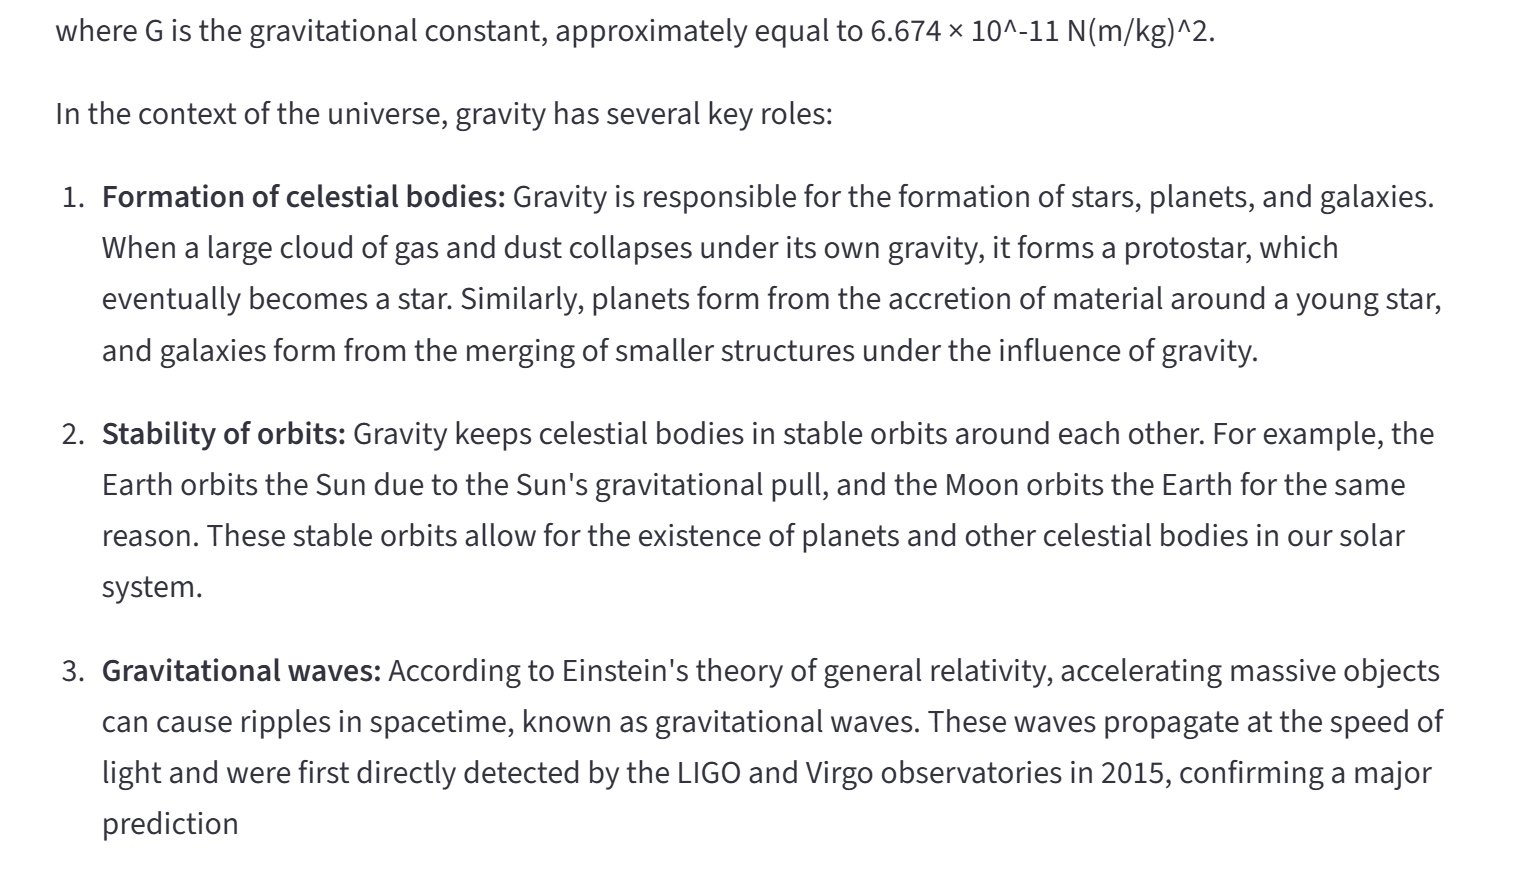 where G is the gravitational constant, approximately equal to 6.674 × 10^-11 N(m/kg)^2.
In the context of the universe, gravity has several key roles:
1. Formation of celestial bodies: Gravity is responsible for the formation of stars, planets, and galaxies.
When a large cloud of gas and dust collapses under its own gravity, it forms a protostar, which
eventually becomes a star. Similarly, planets form from the accretion of material around a young star,
and galaxies form from the merging of smaller structures under the influence of gravity.
2. Stability of orbits: Gravity keeps celestial bodies in stable orbits around each other. For example, the
Earth orbits the Sun due to the Sun's gravitational pull, and the Moon orbits the Earth for the same
reason. These stable orbits allow for the existence of planets and other celestial bodies in our solar
system.
3. Gravitational waves: According to Einstein's theory of general relativity, accelerating massive objects
can cause ripples in spacetime, known as gravitational waves. These waves propagate at the speed of
light and were first directly detected by the LIGO and Virgo observatories in 2015, confirming a major
prediction